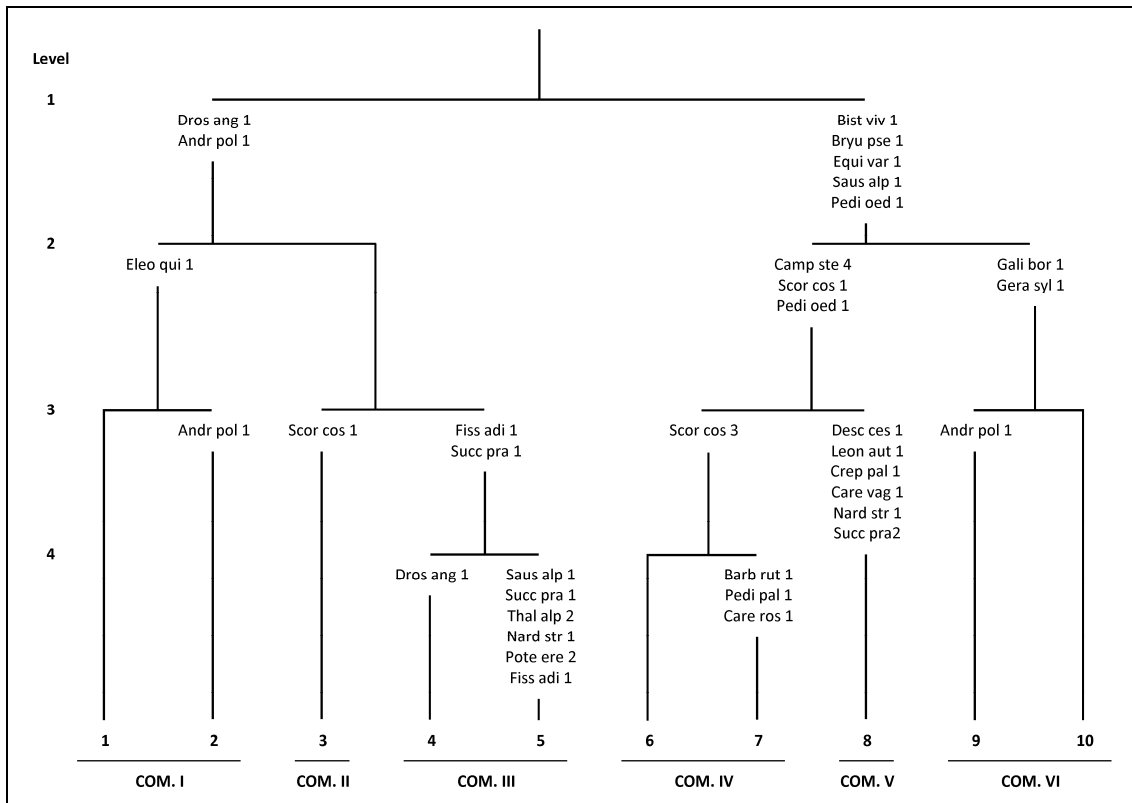 Level
1
Dros ang 1
Andr pol 1
Bist viv 1
Bryu pse 1
Equi var 1
Saus alp 1
Pedi oed 1
2
Eleo qui 1
Camp ste 4
Scor cos 1
Pedi oed 1
Gali bor 1
Gera syl 1
3
Andr pol 1
Scor cos 1
Fiss adi 1
Succ pra 1
Scor cos 3
Desc ces 1
Leon aut 1
Crep pal 1
Care vag 1
Nard str 1
Succ pra2
Andr pol 1
4
Dros ang 1
Saus alp 1
Succ pra 1
Thal alp 2
Nard str 1
Pote ere 2
Fiss adi 1
Barb rut 1
Pedi pal 1
Care ros 1
1 2 3 4 5 6 7 8 9 10
COM. I COM. II COM. III COM. IV COM. V COM. VI